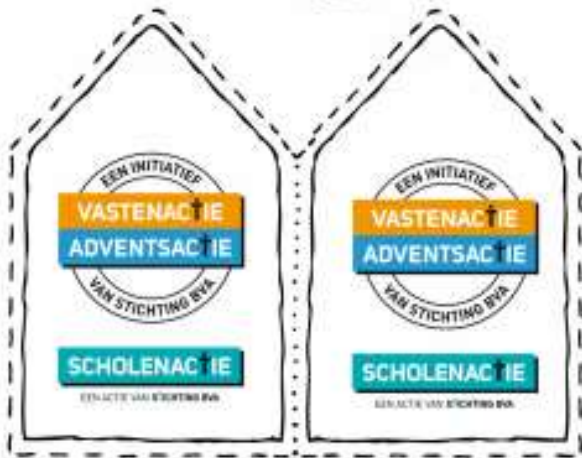 EEN INITIATIEF
VASTENACTIE
ADVENTSACTIE
VAN STICHTING BVA
SCHOLENACTIE
EEN ACTIE VAN STICHTING BVA
EEN INITIATIEF
VASTENACTIE
ADVENTSACTIE
VAN STICHTING BVA
SCHOLENACTIE
EEN ACTIE VAN STICHTING BVA